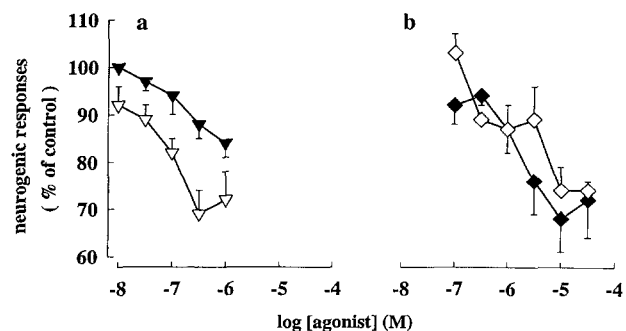 110
a
b
100
90
80
70
60
neurogenic responses
( % of control)
-8 -7 -6 -5 -4
-8 -7 -6 -5 -4
log [agonist] (M)